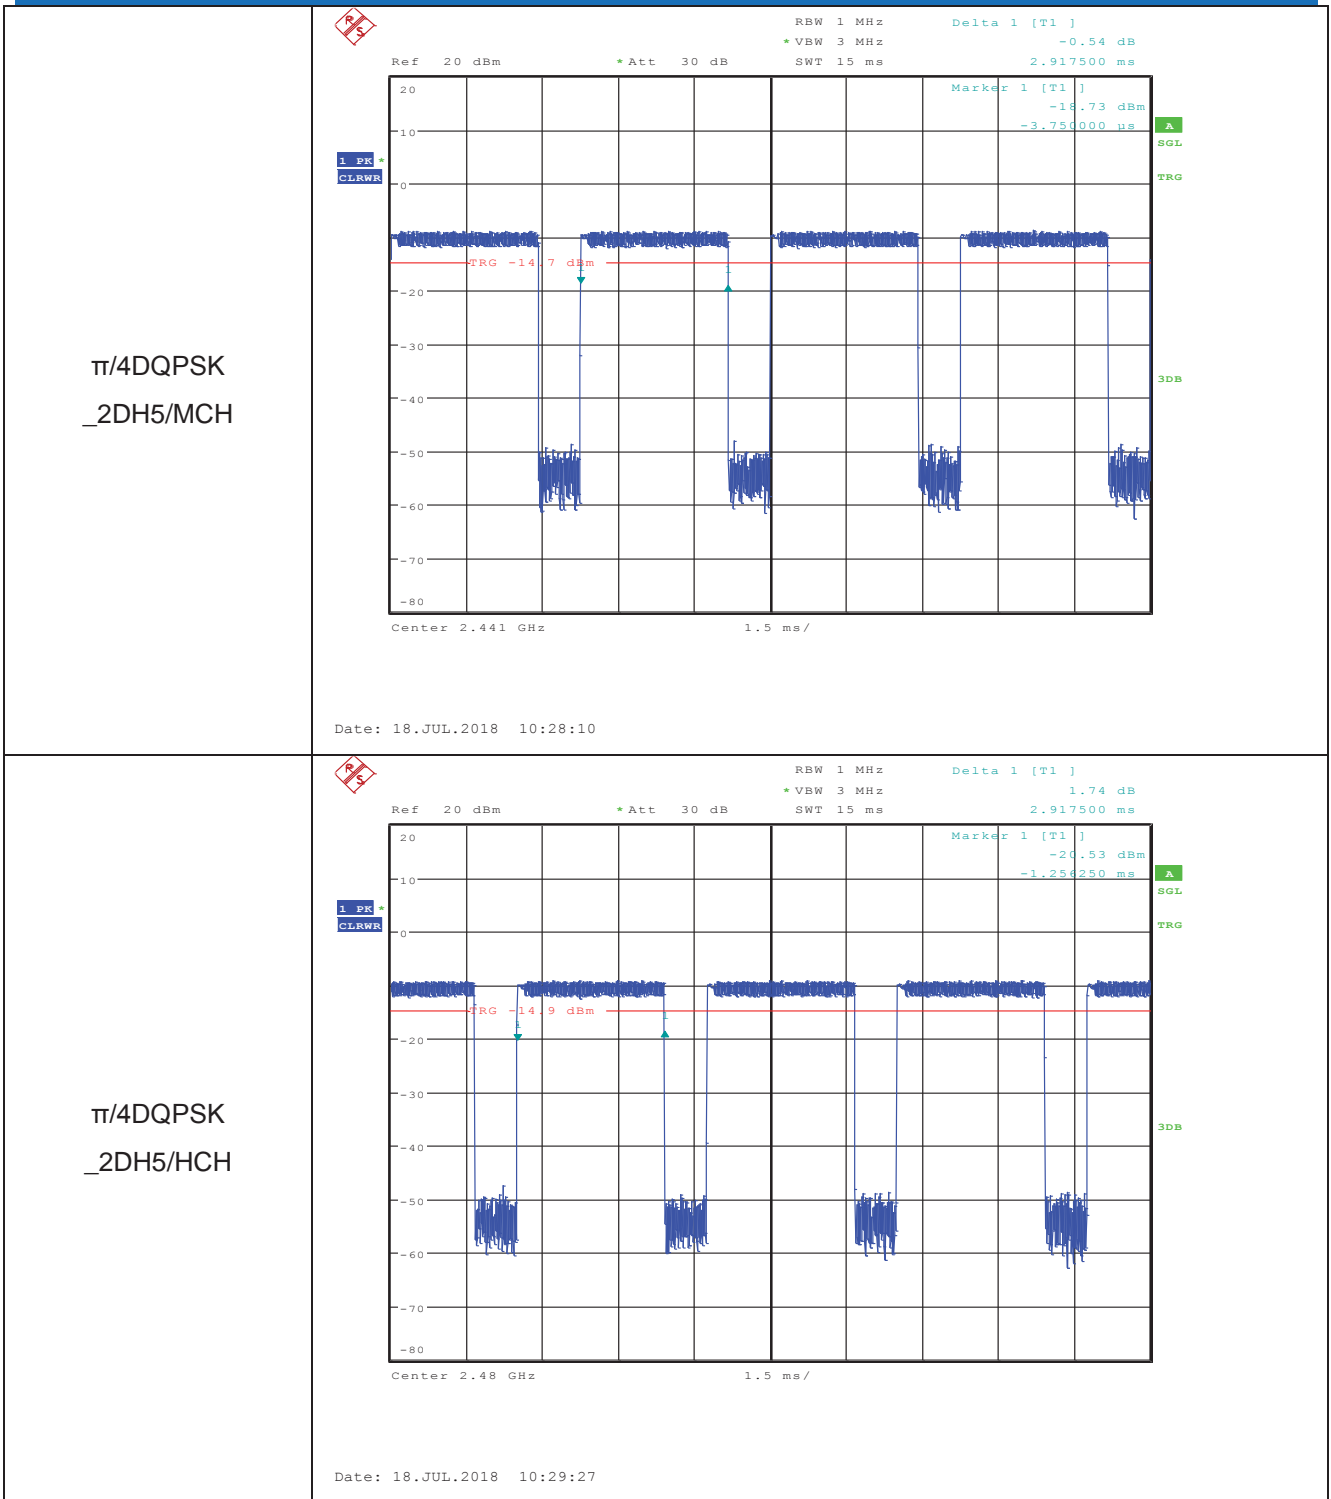 π/4DQPSK
_2DH5/MCH
R S
RBW 1 MHz
Delta 1 [T1 ]
* VBW 3 MHz
-0.54 dB
Ref 20 dBm
* Att 30 dB
SWT 15 ms
2.917500 ms
20
Marker 1 [T1 ]
-18.73 dBm
-3.750000 µs
A
10
SGL
1 PK *
CLRWR
TRG
0
TRG -14.7 dBm
1
1
-20
-30
3DB
-40
-50
-60
-70
-80
Center 2.441 GHz
1.5 ms/
Date: 18.JUL.2018 10:28:10
π/4DQPSK
_2DH5/HCH
R S
RBW 1 MHz
Delta 1 [T1 ]
* VBW 3 MHz
1.74 dB
Ref 20 dBm
* Att 30 dB
SWT 15 ms
2.917500 ms
20
Marker 1 [T1 ]
-20.53 dBm
-1.256250 ms
A
10
SGL
1 PK *
CLRWR
TRG
0
TRG -14.9 dBm
1
1
-20
-30
3DB
-40
-50
-60
-70
-80
Center 2.48 GHz
1.5 ms/
Date: 18.JUL.2018 10:29:27